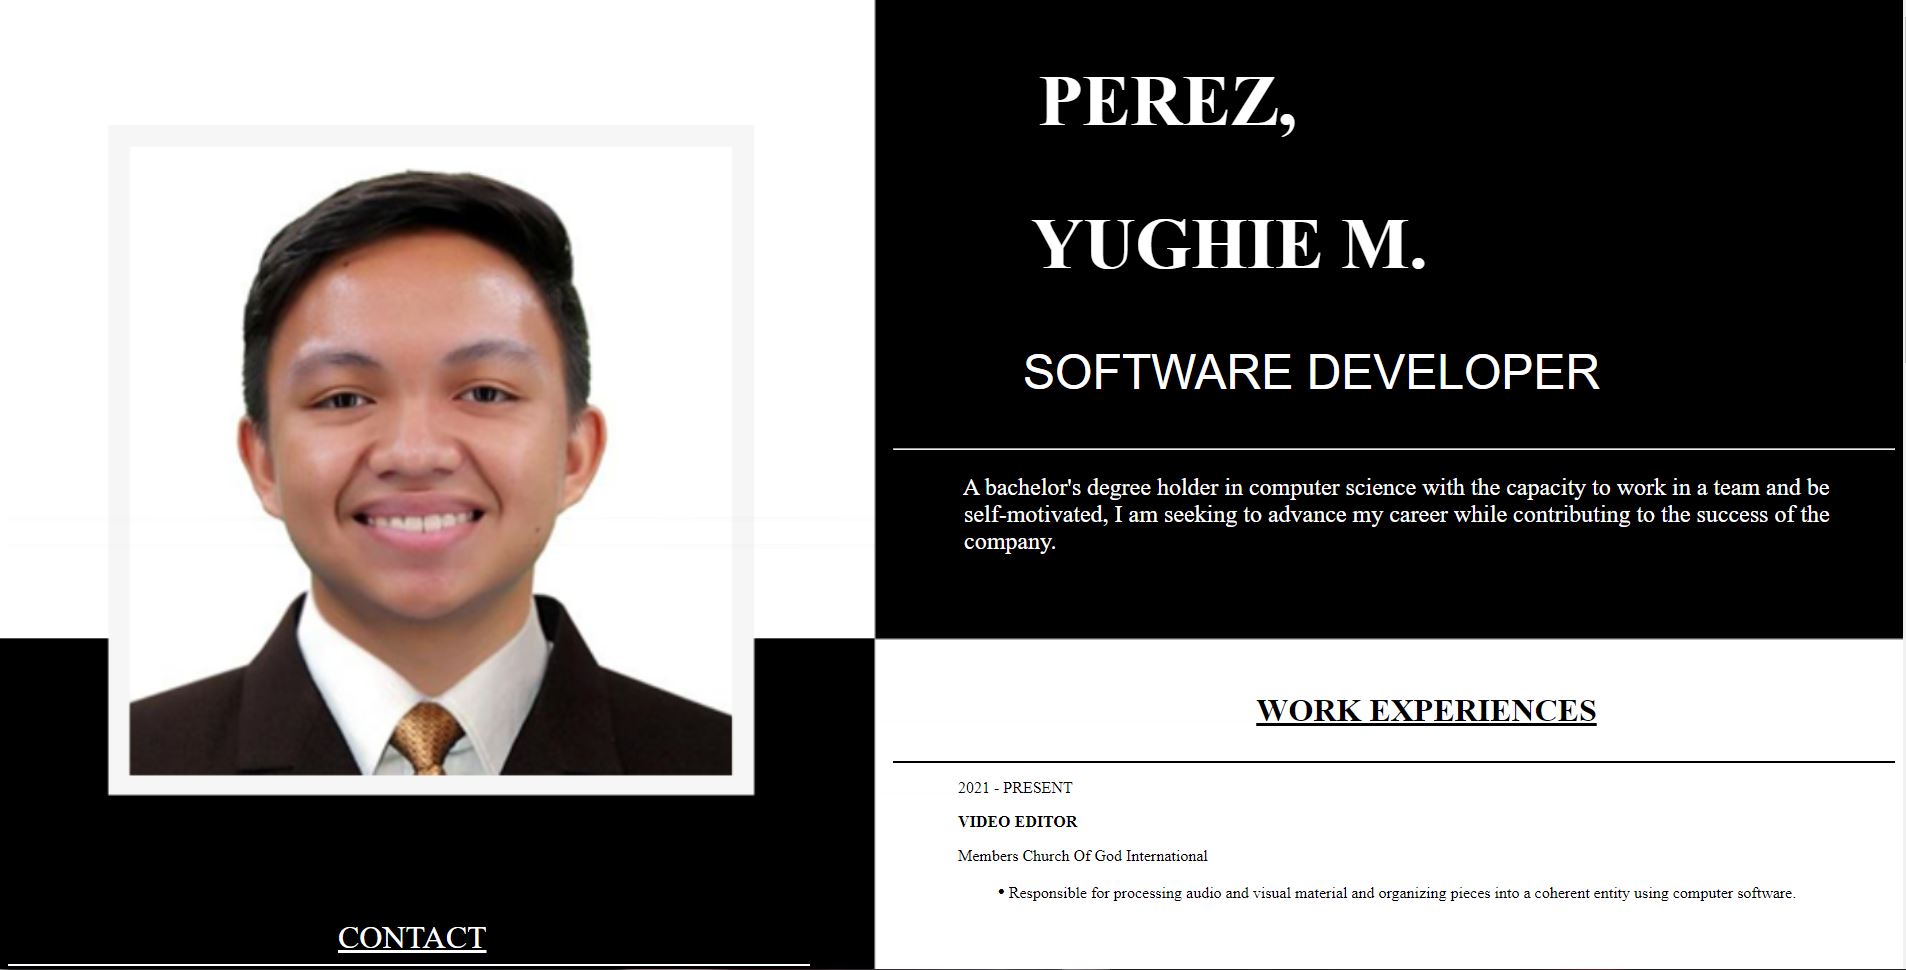 PEREZ,
YUGHIE M.
SOFTWARE DEVELOPER
A bachelor's degree holder in computer science with the capacity to work in a team and be
self-motivated, I am seeking to advance my career while contributing to the success of the
company.
WORK EXPERIENCES
2021 - PRESENT
VIDEO EDITOR
Members Church Of God International
• Responsible for processing audio and visual material and organizing pieces into a coherent entity using computer software.
CONTACT